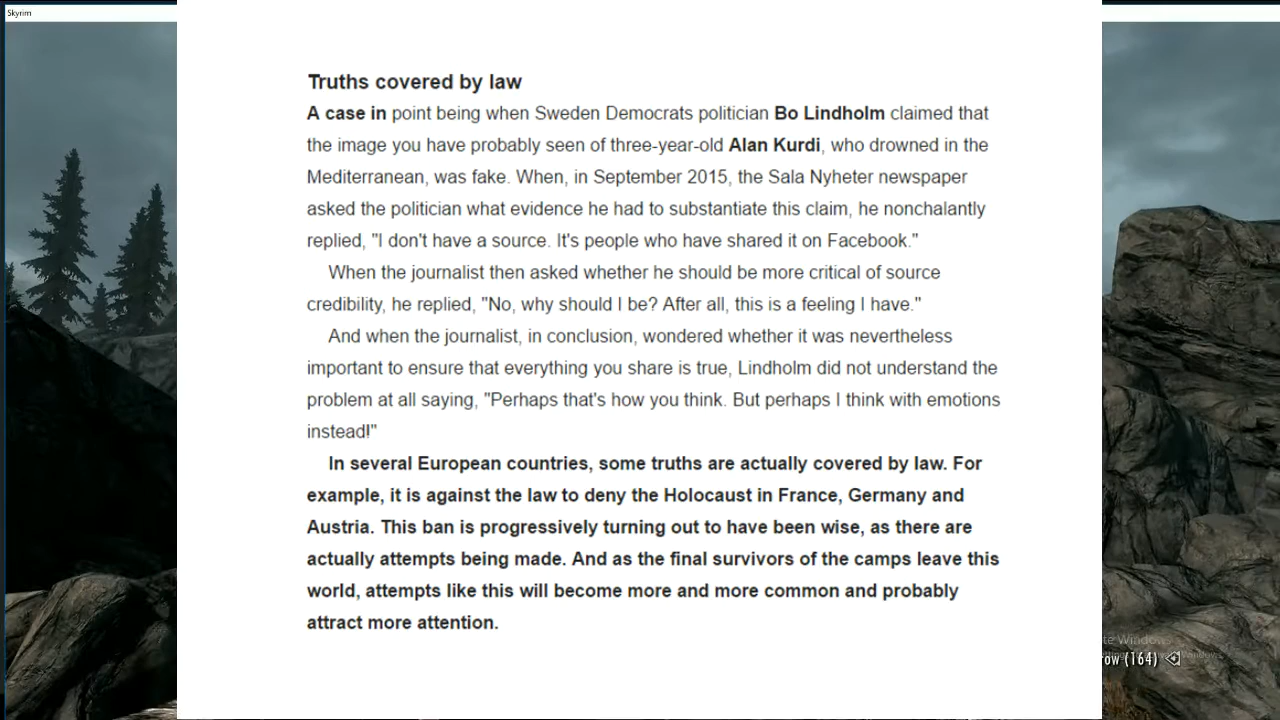 Skyrim
Truths covered by law
A case in point being when Sweden Democrats politician Bo Lindholm claimed that
the image you have probably seen of three-year-old Alan Kurdi, who drowned in the
Mediterranean, was fake. When, in September 2015, the Sala Nyheter newspaper
asked the politician what evidence he had to substantiate this claim, he nonchalantly
replied, "I don't have a source. It's people who have shared it on Facebook."
When the journalist then asked whether he should be more critical of source
credibility, he replied, "No, why should I be? After all, this is a feeling I have."
And when the journalist, in conclusion, wondered whether it was nevertheless
important to ensure that everything you share is true, Lindholm did not understand the
problem at all saying, "Perhaps that's how you think. But perhaps I think with emotions
instead!"
In several European countries, some truths are actually covered by law. For
example, it is against the law to deny the Holocaust in France, Germany and
Austria. This ban is progressively turning out to have been wise, as there are
actually attempts being made. And as the final survivors of the camps leave this
world, attempts like this will become more and more common and probably
attract more attention.
te Windows
row (164)
Windows.